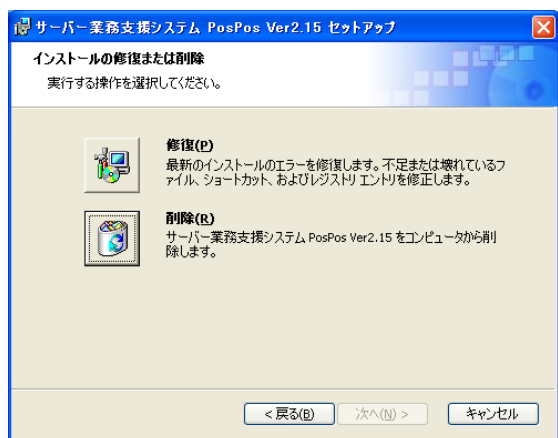 サーバー業務支援システム PosPos Ver2.15 セットアップ
インストールの修復または削除
実行する操作を選択してください。
修復(P)
最新のインストールのエラーを修復します。不足または壊れているフ
ァイル、ショートカット、およびレジストリ エントリを修正します。
削除(R)
サーバー業務支援システム PosPos Ver2.15 をコンピュータから削
除します。
< 戻る(B)
次へ(N) >
キャンセル